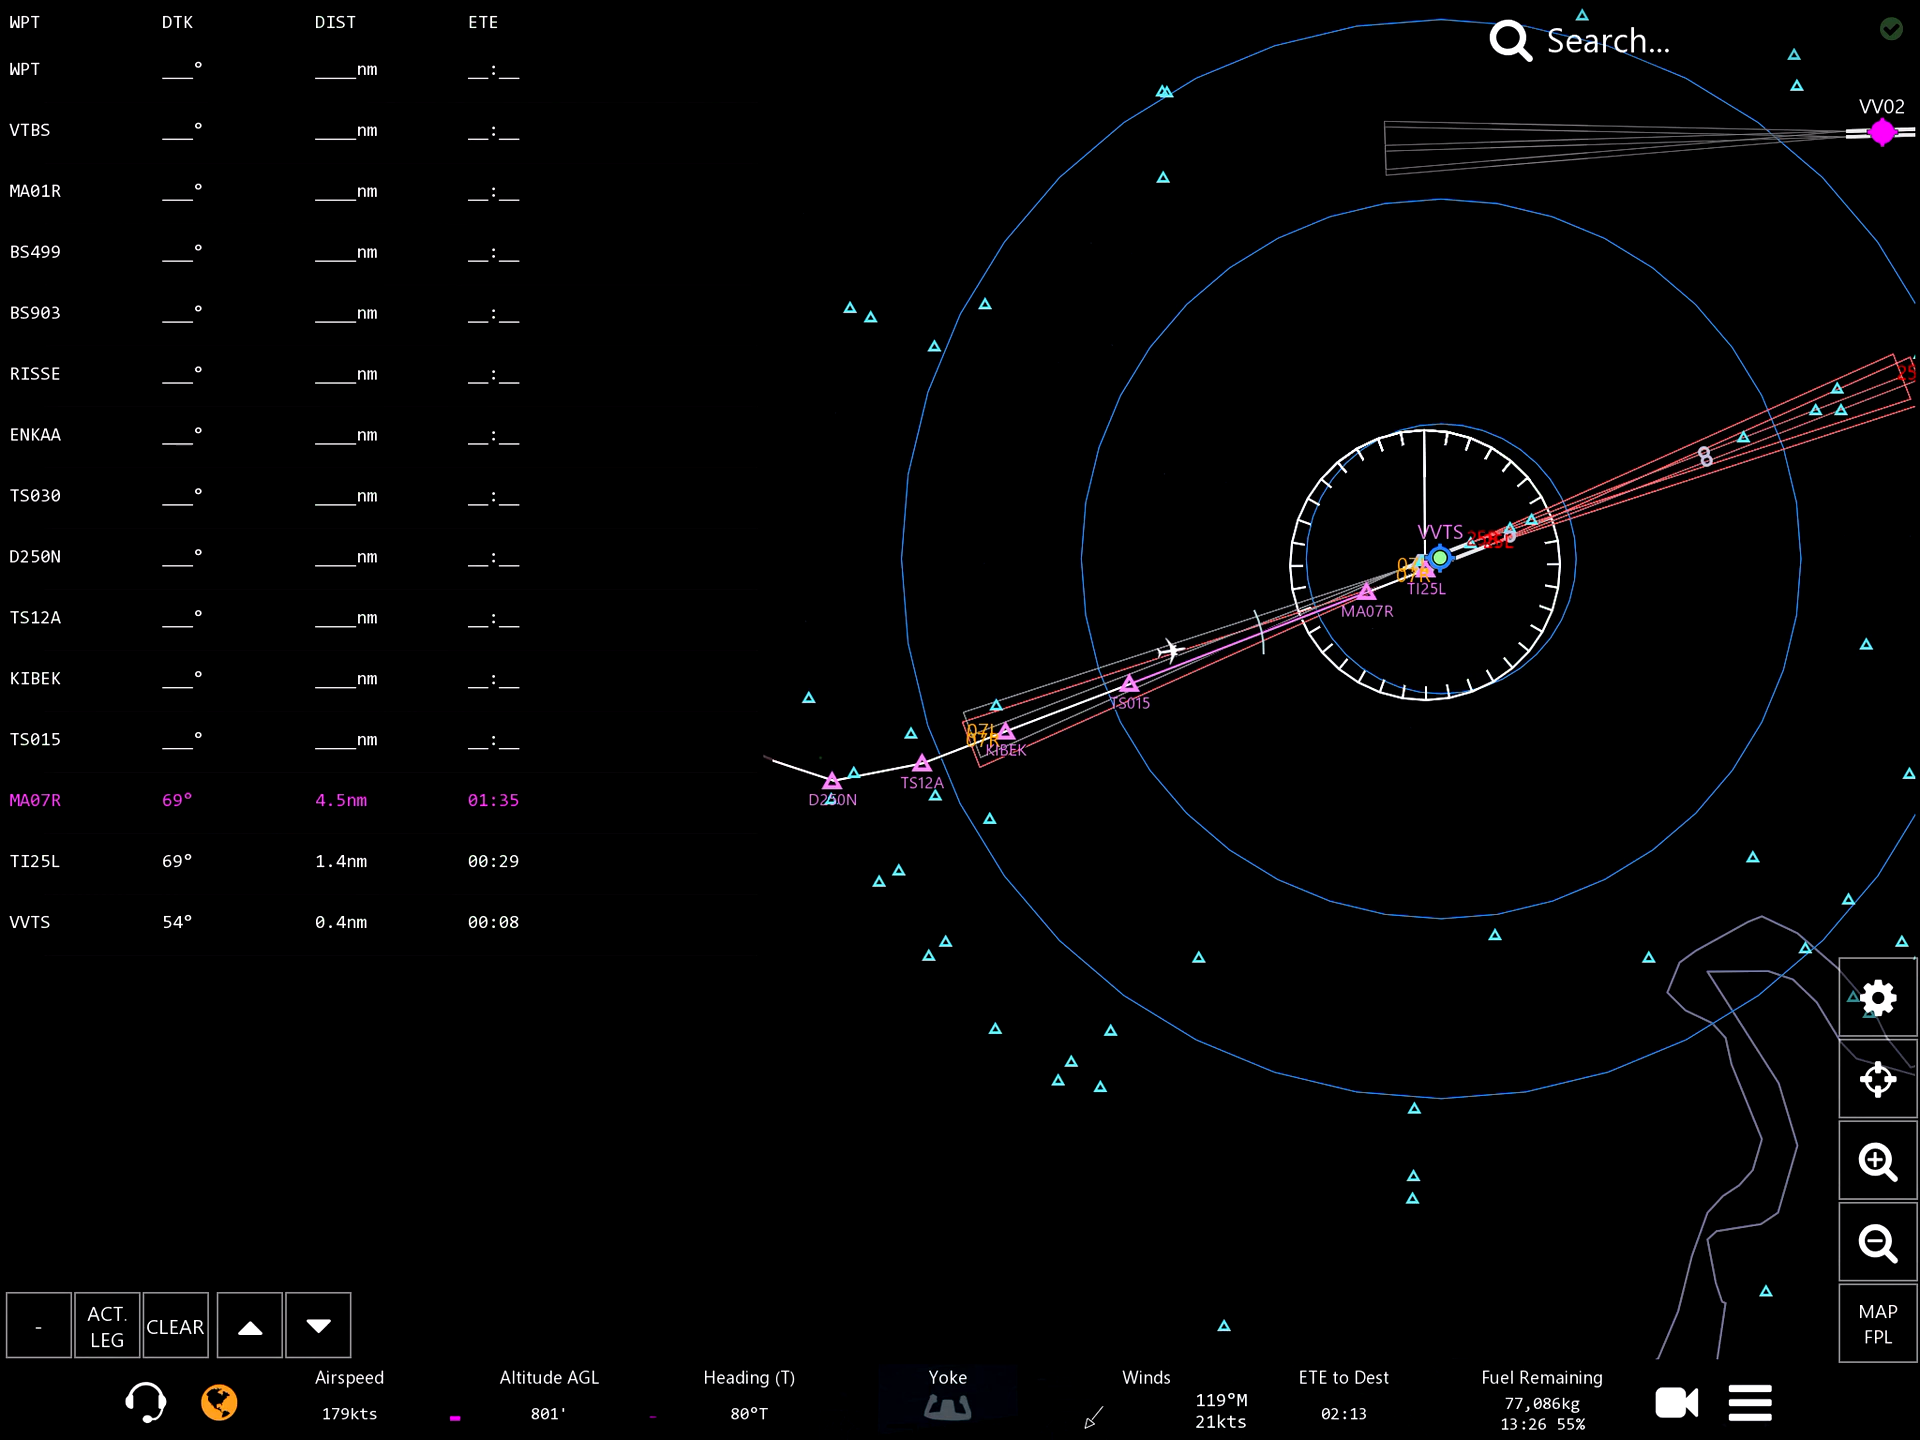 WPT DTK DIST ETE
WPT ___° ____nm __:__
VTBS ___° ____nm __:__
MA01R ___° ____nm __:__
BS499 ___° ____nm __:__
BS903 ___° ____nm __:__
RISSE ___° ____nm __:__
ENKAA ___° ____nm __:__
TS030 ___° ____nm __:__
D250N ___° ____nm __:__
TS12A ___° ____nm __:__
KIBEK ___° ____nm __:__
TS015 ___° ____nm __:__
MA07R 69° 4.5nm 01:35
TI25L 69° 1.4nm 00:29
VVTS 54° 0.4nm 00:08
Search...
VV02
25
VVTS
07R
TI25L
MA07R
TS015
07L
07R
KIBEK
TS12A
D250N
-
ACT. LEG
CLEAR
MAP FPL
Airspeed
179kts
Altitude AGL
801'
Heading (T)
80°T
Yoke
Winds
119°M
21kts
ETE to Dest
02:13
Fuel Remaining
77,086kg
13:26 55%